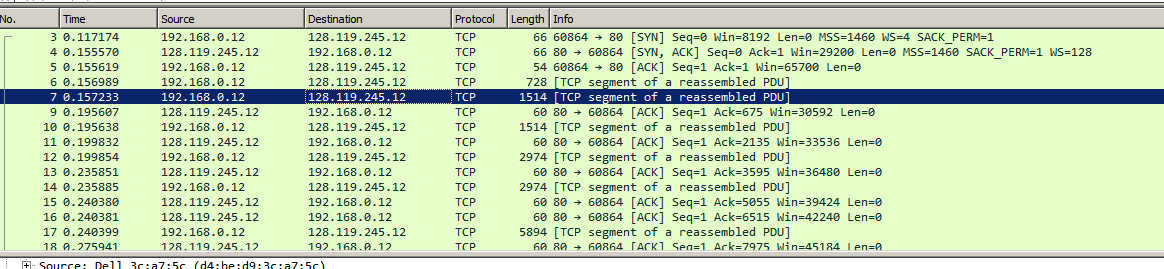 No. Time Source Destination Protocol Length Info
3 0.117174 192.168.0.12 128.119.245.12 TCP 66 60864 → 80 [SYN] Seq=0 Win=8192 Len=0 MSS=1460 WS=4 SACK_PERM=1
4 0.155570 128.119.245.12 192.168.0.12 TCP 66 80 → 60864 [SYN, ACK] Seq=0 Ack=1 Win=29200 Len=0 MSS=1460 SACK_PERM=1 WS=128
5 0.155619 192.168.0.12 128.119.245.12 TCP 54 60864 → 80 [ACK] Seq=1 Ack=1 Win=65700 Len=0
6 0.156989 192.168.0.12 128.119.245.12 TCP 728 [TCP segment of a reassembled PDU]
7 0.157233 192.168.0.12 128.119.245.12 TCP 1514 [TCP segment of a reassembled PDU]
9 0.195607 128.119.245.12 192.168.0.12 TCP 60 80 → 60864 [ACK] Seq=1 Ack=675 Win=30592 Len=0
10 0.195638 192.168.0.12 128.119.245.12 TCP 1514 [TCP segment of a reassembled PDU]
11 0.199832 128.119.245.12 192.168.0.12 TCP 60 80 → 60864 [ACK] Seq=1 Ack=2135 Win=33536 Len=0
12 0.199854 192.168.0.12 128.119.245.12 TCP 2974 [TCP segment of a reassembled PDU]
13 0.235851 128.119.245.12 192.168.0.12 TCP 60 80 → 60864 [ACK] Seq=1 Ack=3595 Win=36480 Len=0
14 0.235885 192.168.0.12 128.119.245.12 TCP 2974 [TCP segment of a reassembled PDU]
15 0.240380 128.119.245.12 192.168.0.12 TCP 60 80 → 60864 [ACK] Seq=1 Ack=5055 Win=39424 Len=0
16 0.240381 128.119.245.12 192.168.0.12 TCP 60 80 → 60864 [ACK] Seq=1 Ack=6515 Win=42240 Len=0
17 0.240399 192.168.0.12 128.119.245.12 TCP 5894 [TCP segment of a reassembled PDU]
18 0.275941 128.119.245.12 192.168.0.12 TCP 60 80 → 60864 [ACK] Seq=1 Ack=7975 Win=45184 Len=0
Source: Dell 3c:a7:5c (d4:be:d9:3c:a7:5c)